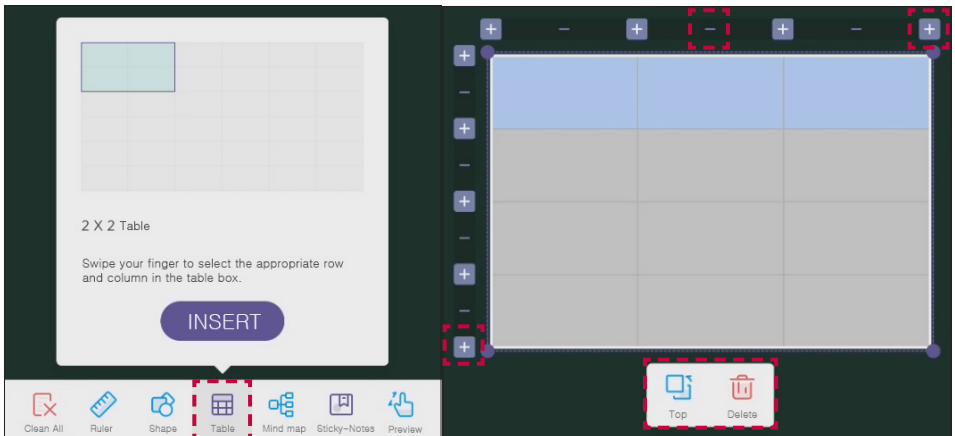 2 X 2 Table
Swipe your finger to select the appropriate row
and column in the table box.
INSERT
Clean All
Ruler
Shape
Table
Mind map
Sticky-Notes
Preview
Top
Delete